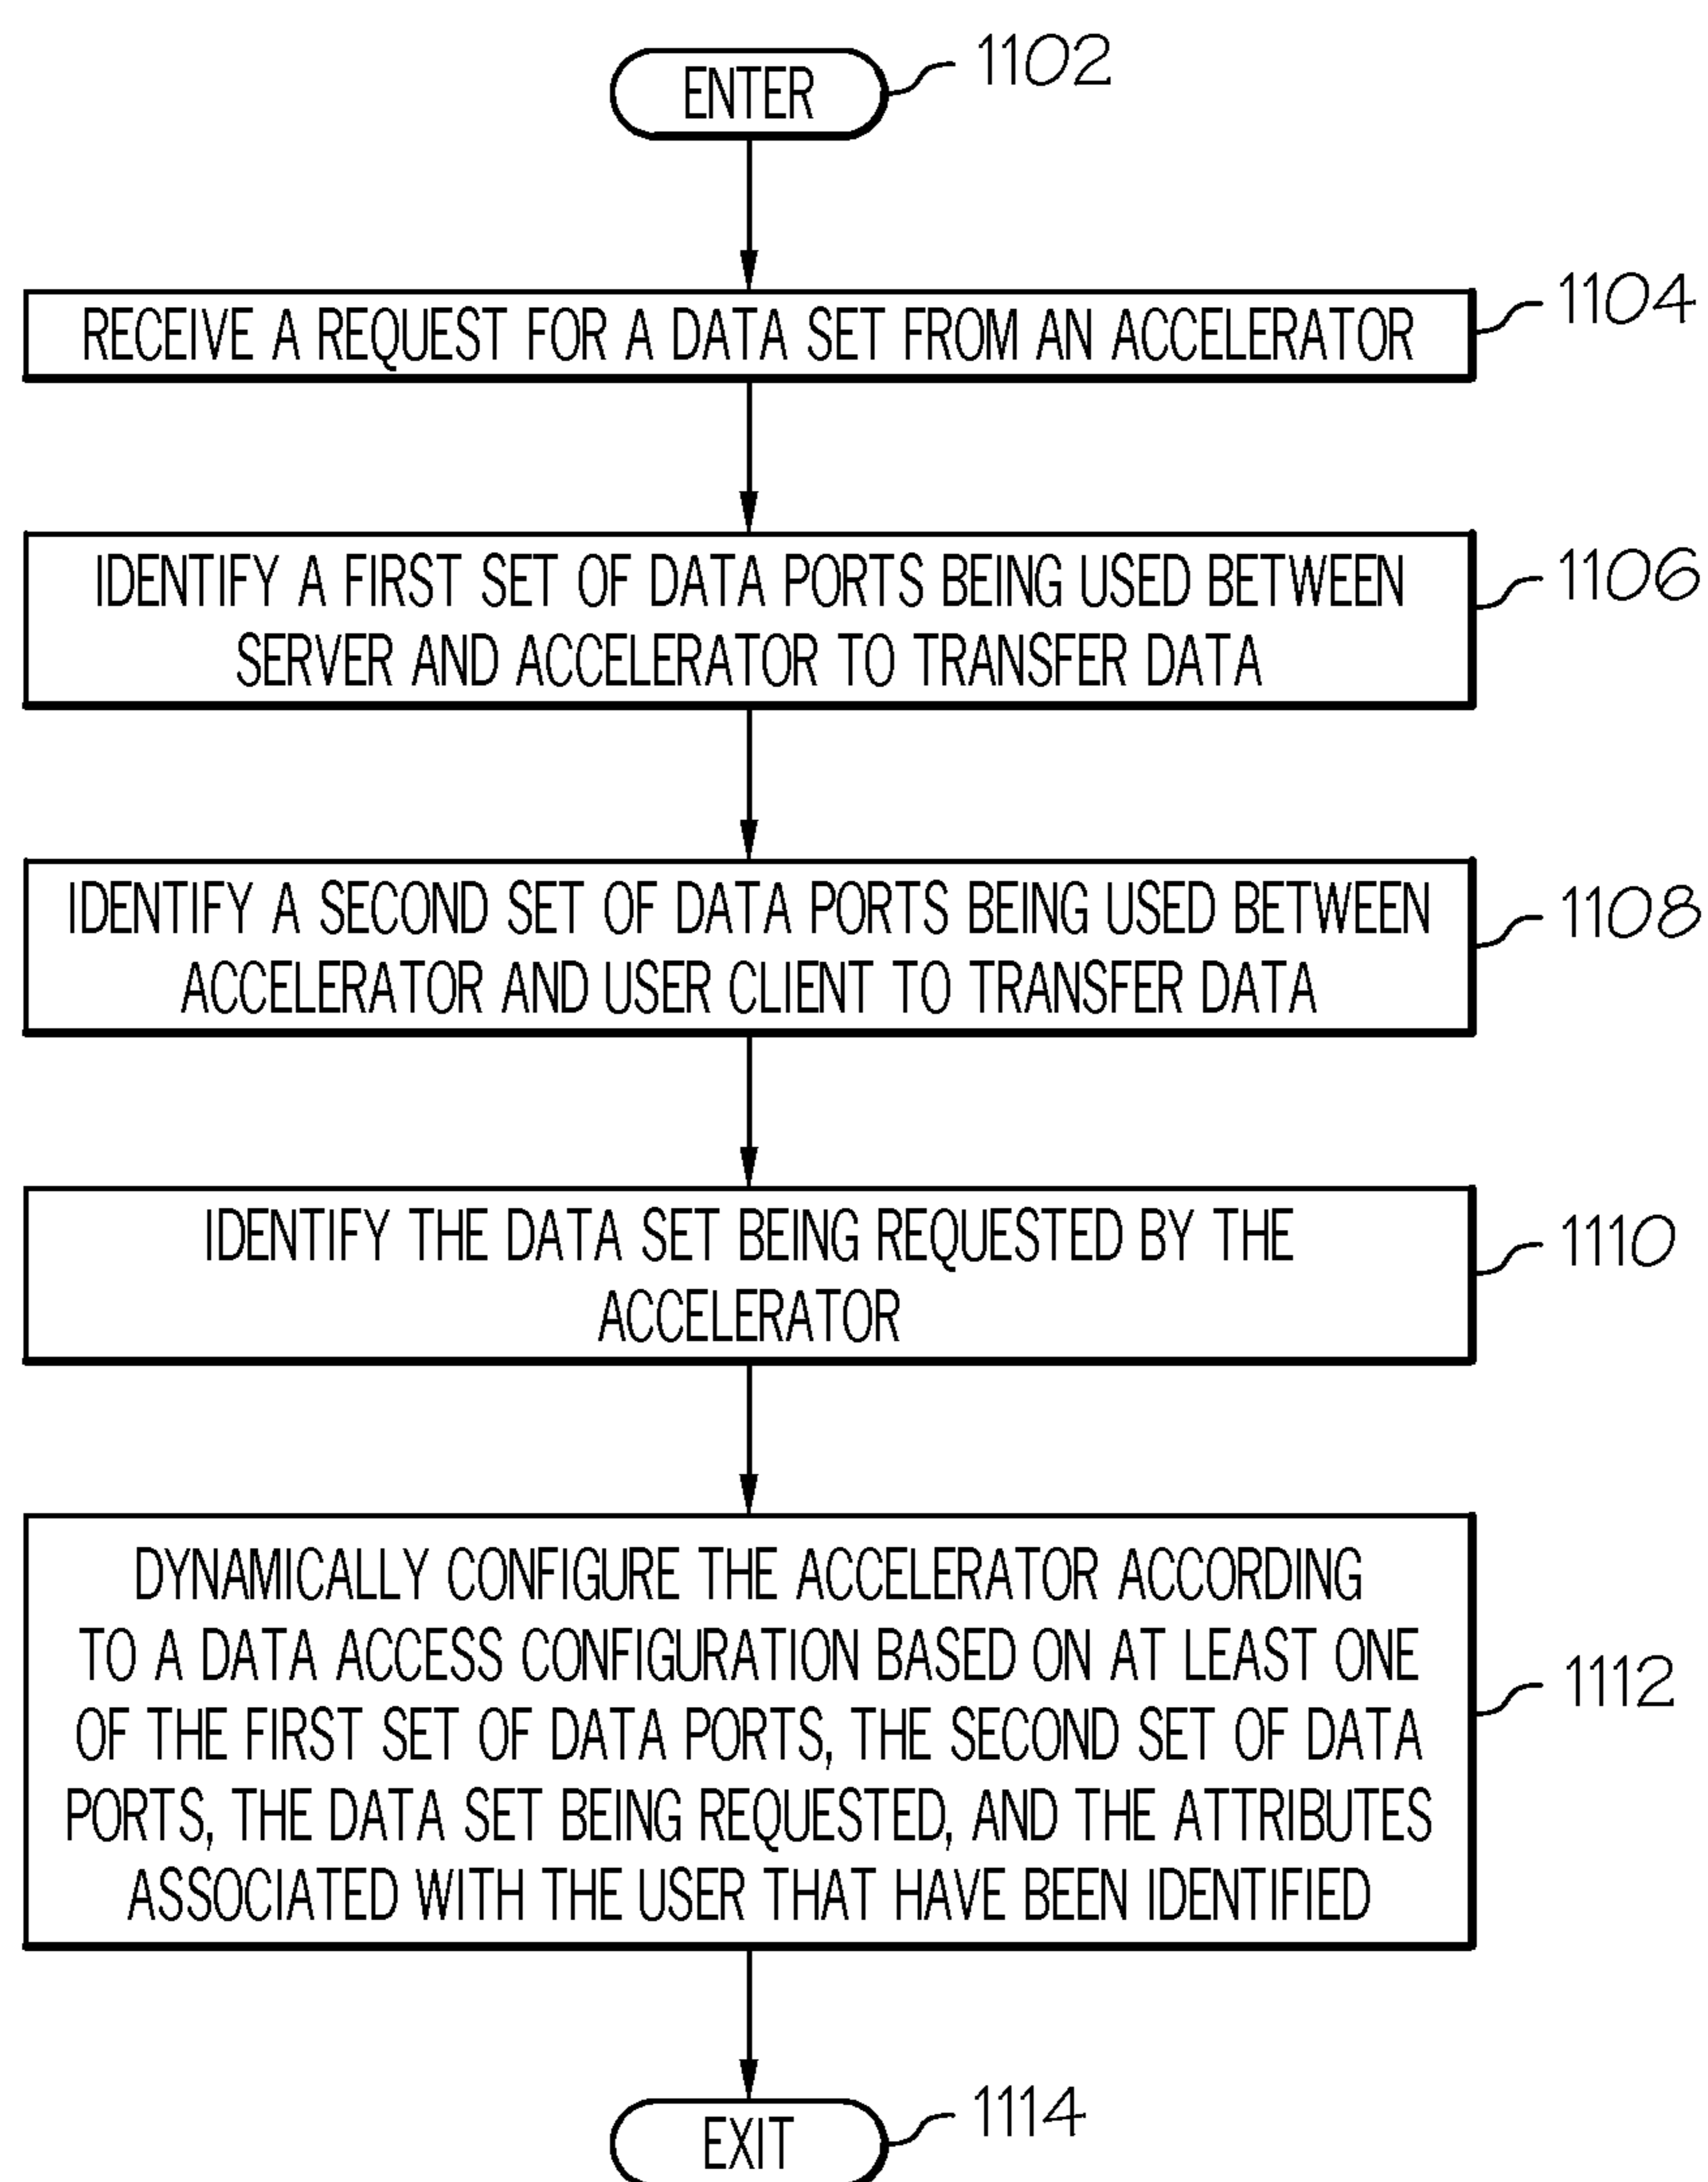 ENTER
1102
RECEIVE A REQUEST FOR A DATA SET FROM AN ACCELERATOR
1104
IDENTIFY A FIRST SET OF DATA PORTS BEING USED BETWEEN
SERVER AND ACCELERATOR TO TRANSFER DATA
1106
IDENTIFY A SECOND SET OF DATA PORTS BEING USED BETWEEN
ACCELERATOR AND USER CLIENT TO TRANSFER DATA
1108
IDENTIFY THE DATA SET BEING REQUESTED BY THE
ACCELERATOR
1110
DYNAMICALLY CONFIGURE THE ACCELERATOR ACCORDING
TO A DATA ACCESS CONFIGURATION BASED ON AT LEAST ONE
OF THE FIRST SET OF DATA PORTS, THE SECOND SET OF DATA
PORTS, THE DATA SET BEING REQUESTED, AND THE ATTRIBUTES
ASSOCIATED WITH THE USER THAT HAVE BEEN IDENTIFIED
1112
EXIT
1114